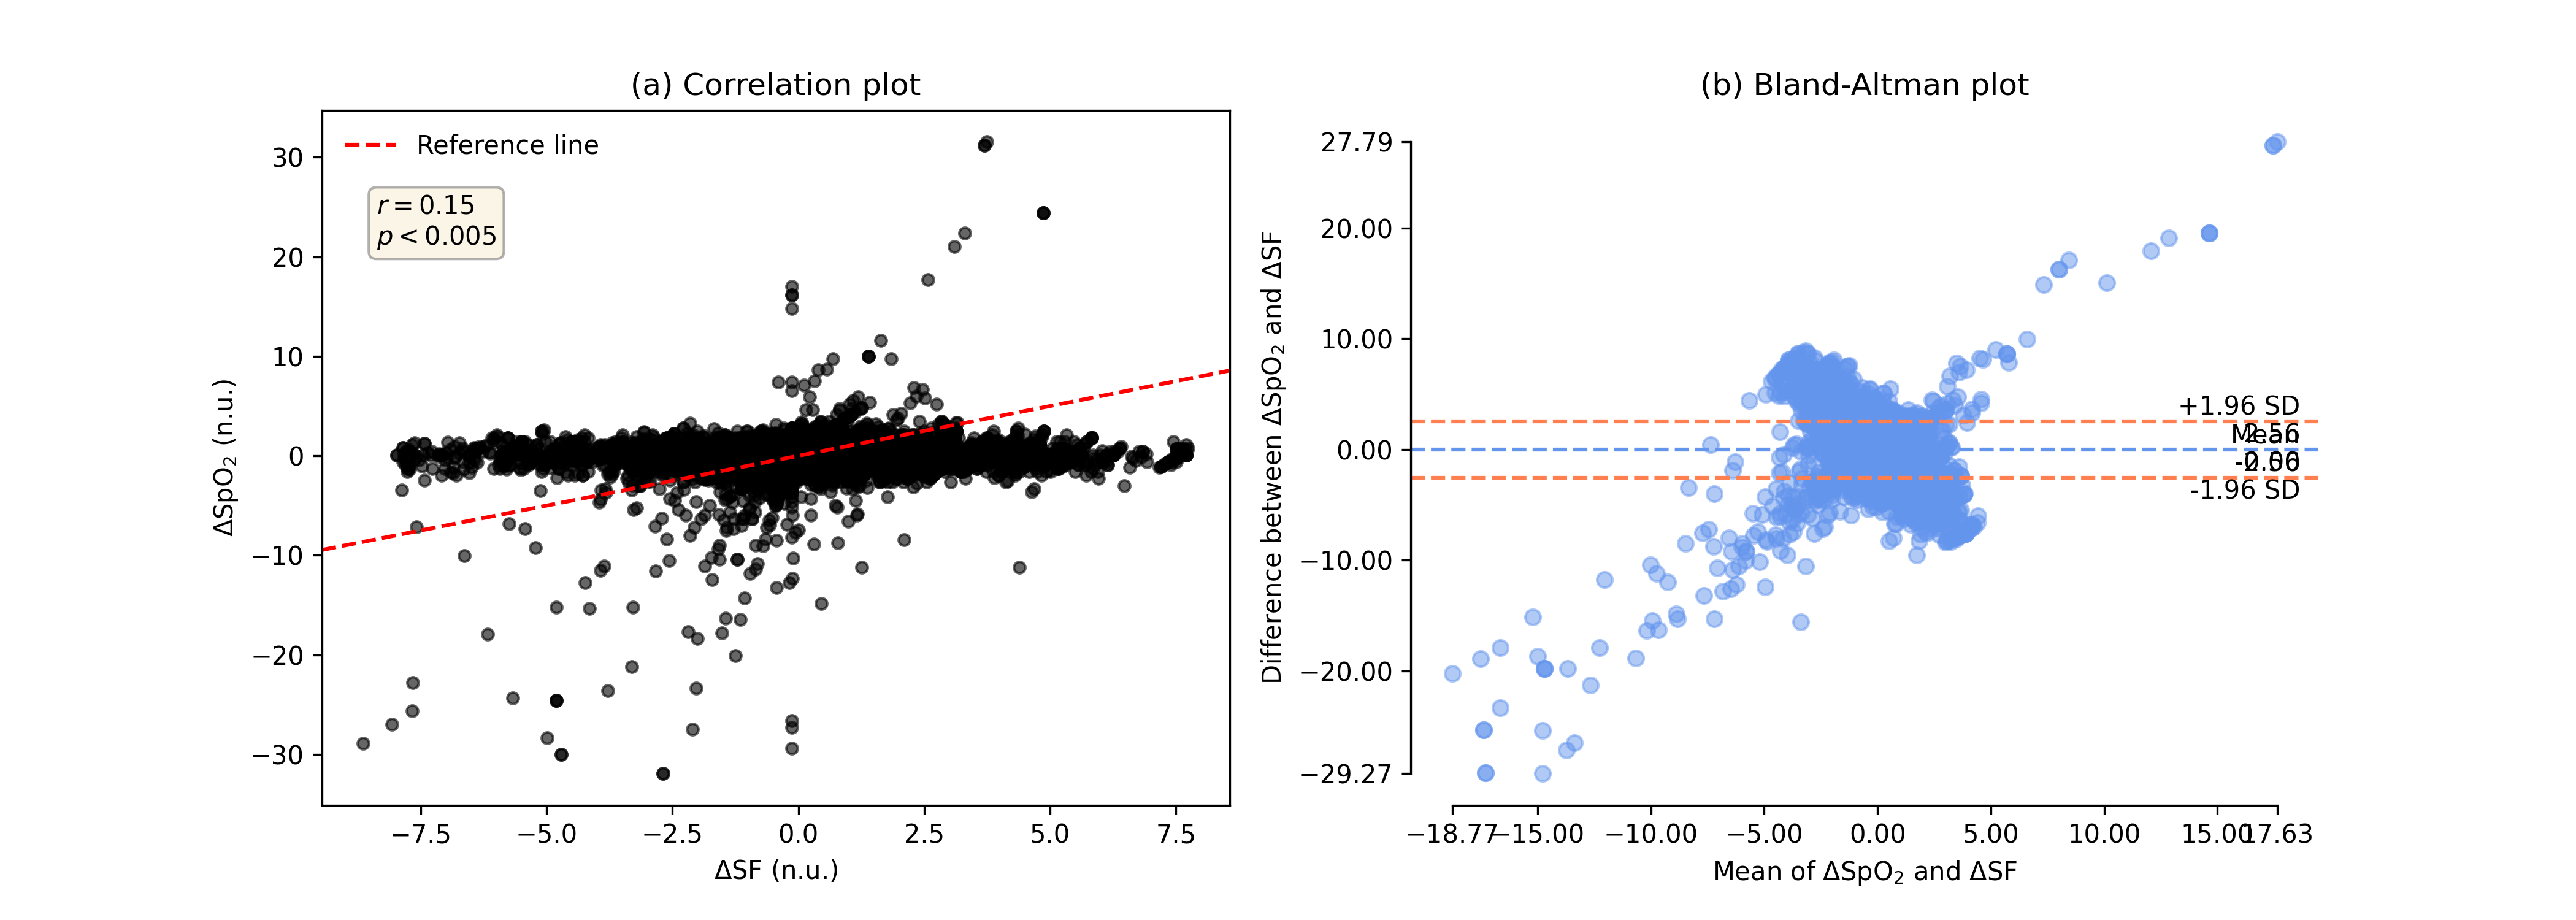 (a) Correlation plot
Reference line
r = 0.15
p < 0.005
30
20
10
0
−10
−20
−30
ΔSpO₂ (n.u.)
−7.5 −5.0 −2.5 0.0 2.5 5.0 7.5
ΔSF (n.u.)
(b) Bland-Altman plot
27.79
20.00
10.00
0.00
−10.00
−20.00
−29.27
Difference between ΔSpO₂ and ΔSF
+1.96 SD
2.56
Mean
-2.56
-1.96 SD
−18.77 −15.00 −10.00 −5.00 0.00 5.00 10.00 15.00 17.63
Mean of ΔSpO₂ and ΔSF